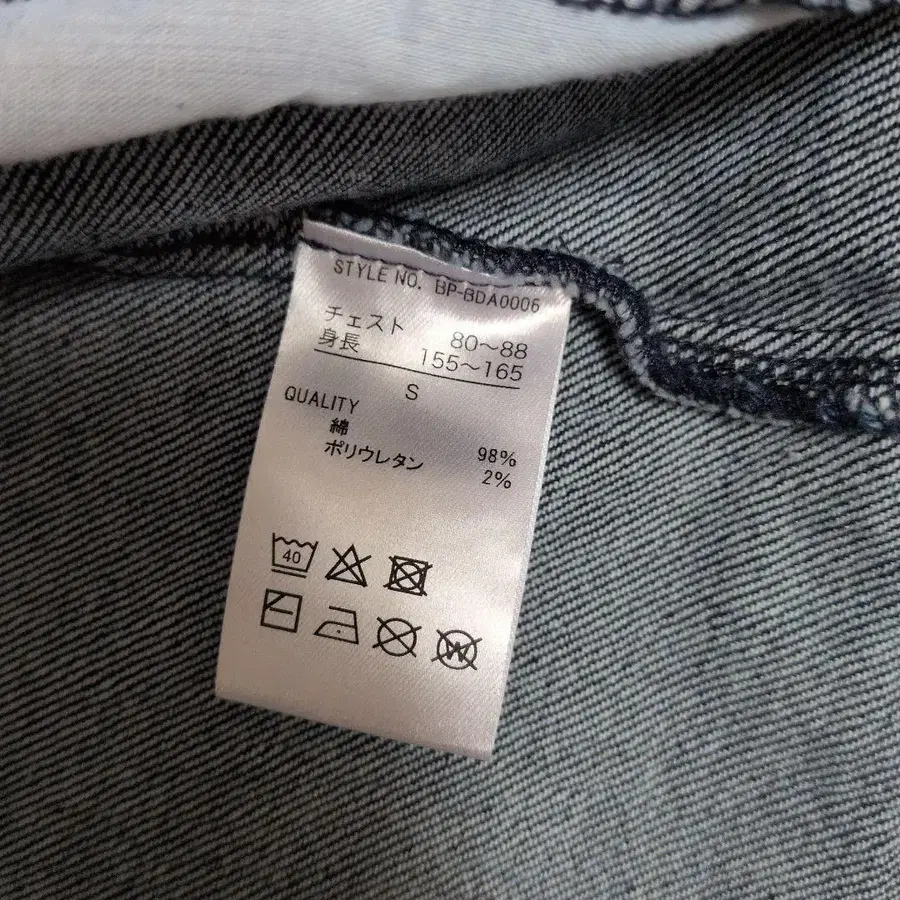 STYLE NO. BP-BDA0006
チェスト 80～88
身長 155～165
S
QUALITY
綿 98%
ポリウレタン 2%
40
W